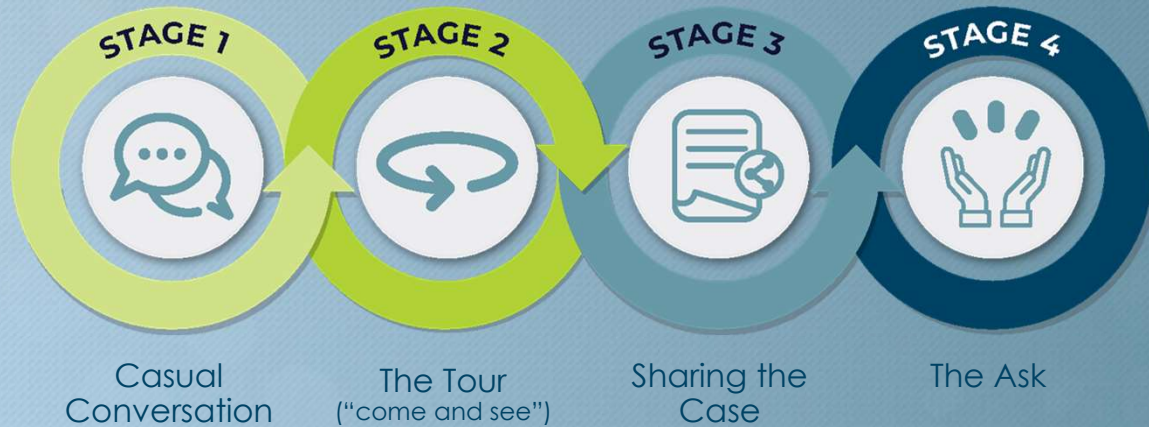 STAGE 1
STAGE 2
STAGE 3
STAGE 4
Casual
Conversation
The Tour
(“come and see”)
Sharing the
Case
The Ask